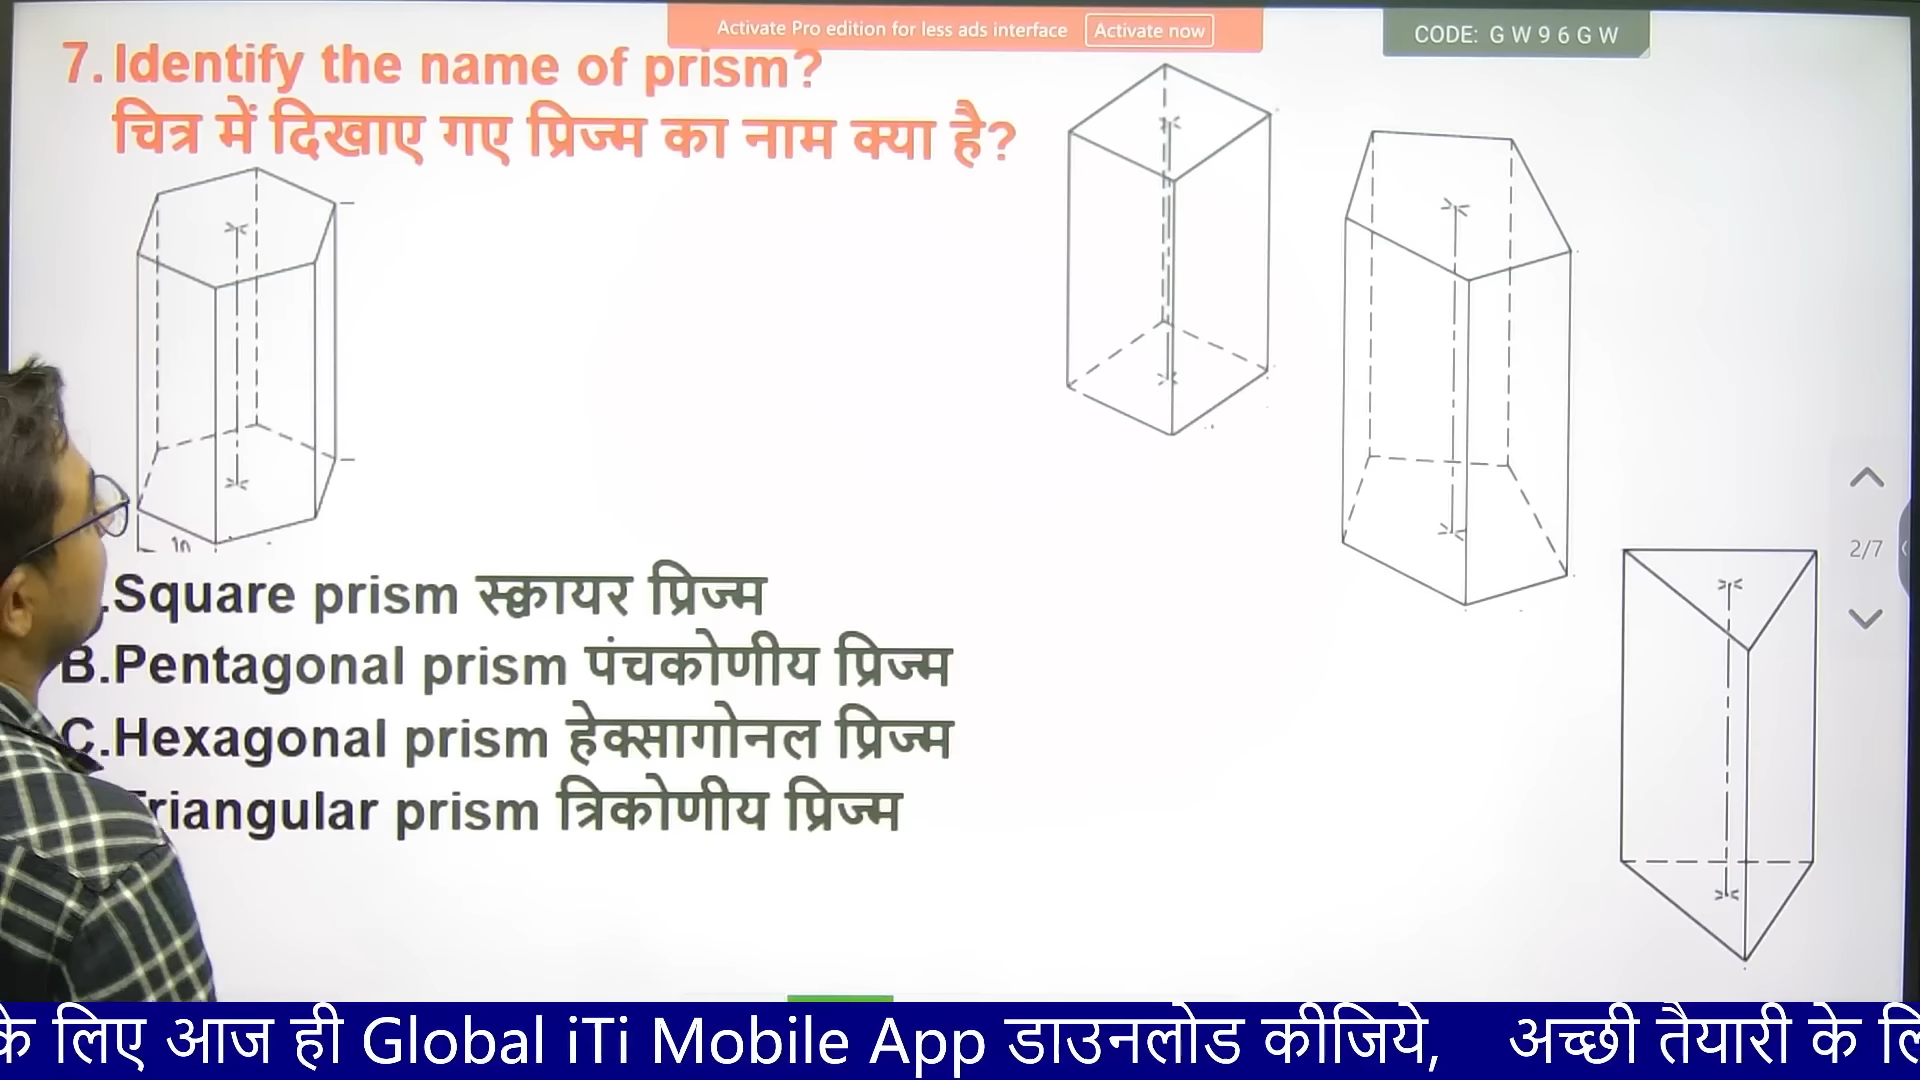 Activate Pro edition for less ads interface Activate now
CODE: G W 9 6 G W
7. Identify the name of prism?
चित्र में दिखाए गए प्रिज्म का नाम क्या है?
10
.Square prism स्क्वायर प्रिज्म
B.Pentagonal prism पंचकोणीय प्रिज्म
C.Hexagonal prism हेक्सागोनल प्रिज्म
Triangular prism त्रिकोणीय प्रिज्म
2/7
के लिए आज ही Global iTi Mobile App डाउनलोड कीजिये, अच्छी तैयारी के लि